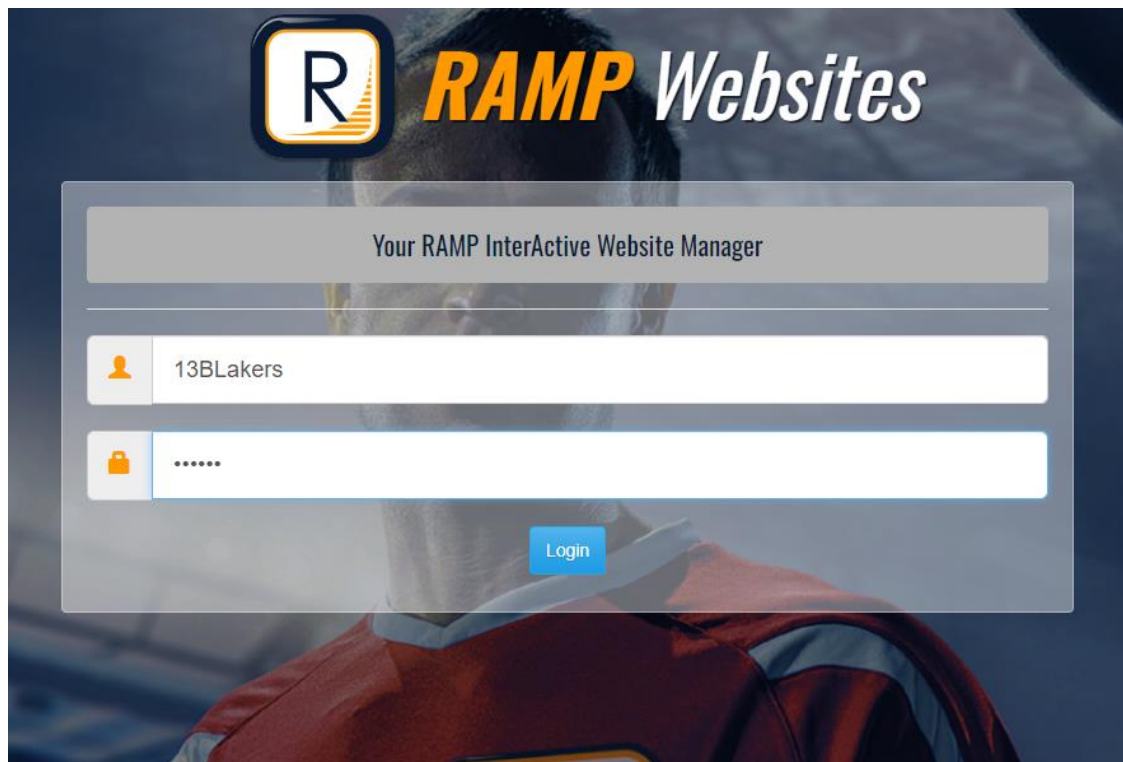 R RAMP Websites
Your RAMP InterActive Website Manager
13BLakers
••••••
Login